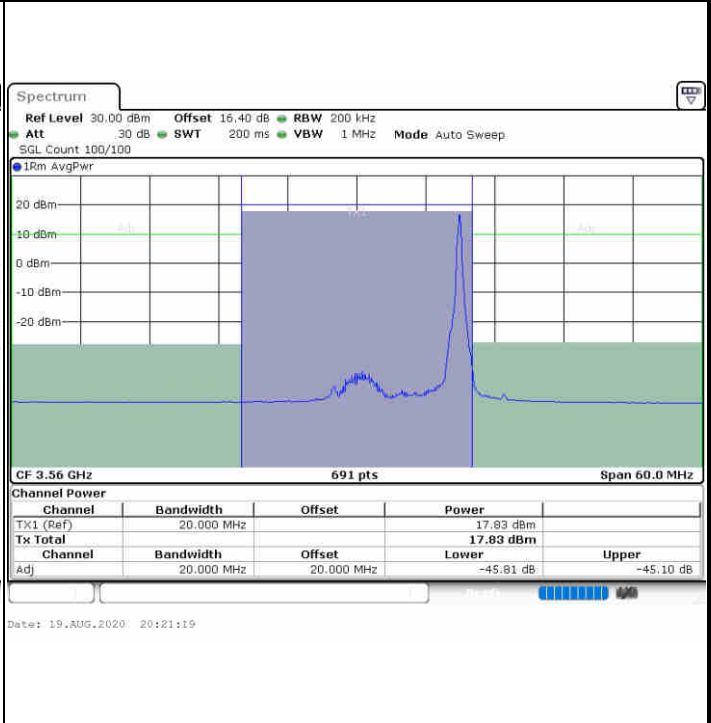 Spectrum
Ref Level 30.00 dBm Offset 16.40 dB RBW 200 kHz
Att 30 dB SWT 200 ms VBW 1 MHz Mode Auto Sweep
SGL Count 100/100
1Rm AvgPwr
20 dBm
TX1
Adj Adj
10 dBm
0 dBm
-10 dBm
-20 dBm
CF 3.56 GHz 691 pts Span 60.0 MHz
Channel Power
Channel Bandwidth Offset Power
TX1 (Ref) 20.000 MHz 17.83 dBm
Tx Total 17.83 dBm
Channel Bandwidth Offset Lower Upper
Adj 20.000 MHz 20.000 MHz -45.81 dB -45.10 dB
Date: 19.AUG.2020 20:21:19